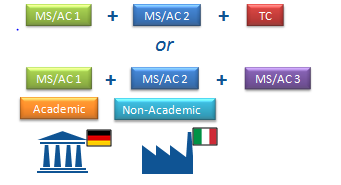 MS/AC 1 + MS/AC 2 + TC
or
MS/AC 1 + MS/AC 2 + MS/AC 3
Academic Non-Academic